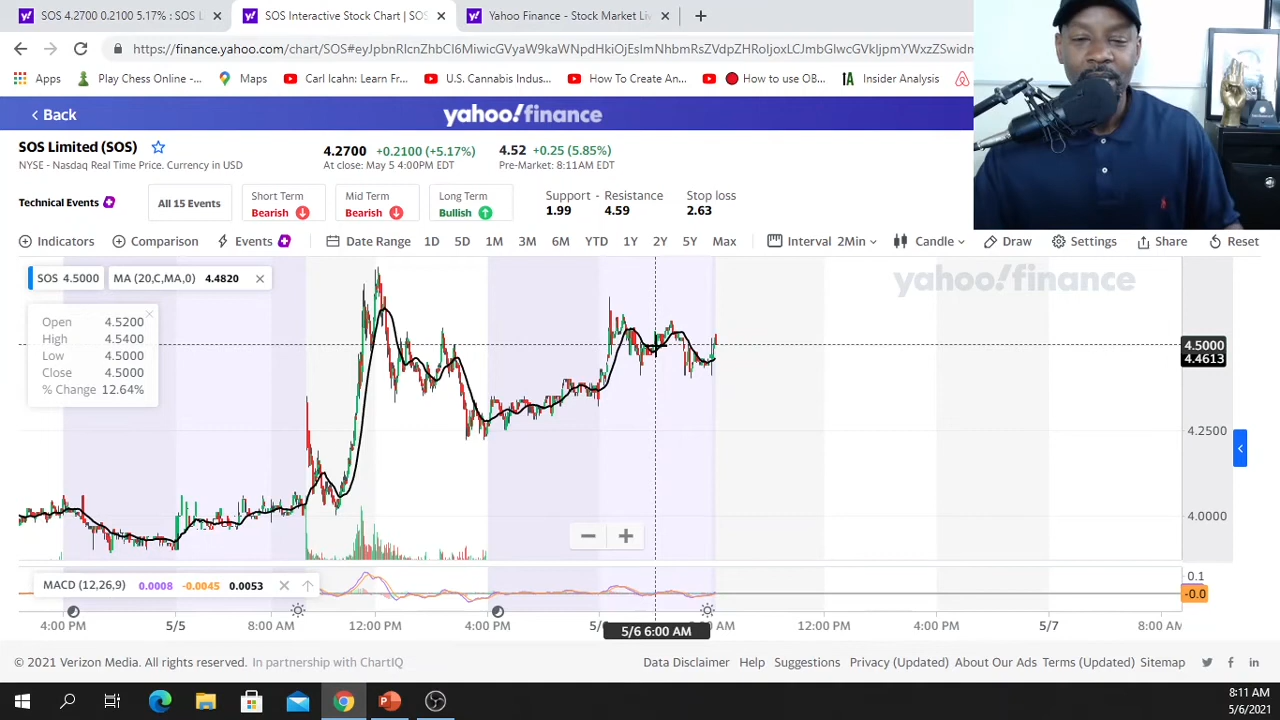 SOS 4.2700 0.2100 5.17% : SOS L
SOS Interactive Stock Chart | SOS
Yahoo Finance - Stock Market Liv
Apps
Play Chess Online -...
Maps
Carl Icahn: Learn Fr...
U.S. Cannabis Indus...
How To Create An...
How to use OB...
IA Insider Analysis
Back
yahoo!finance
SOS Limited (SOS)
NYSE - Nasdaq Real Time Price. Currency in USD
4.2700 +0.2100 (+5.17%)
At close: May 5 4:00PM EDT
4.52 +0.25 (5.85%)
Pre-Market: 8:11AM EDT
Technical Events
All 15 Events
Short Term
Bearish
Mid Term
Bearish
Long Term
Bullish
Support - Resistance
1.99 4.59
Stop loss
2.63
Indicators
Comparison
Events
Date Range
1D 5D 1M 3M 6M YTD 1Y 2Y 5Y Max
Interval 2Min
Candle
Draw
Settings
Share
Reset
SOS 4.5000
MA (20,C,MA,0) 4.4820
yahoo!finance
Open 4.5200
High 4.5400
Low 4.5000
Close 4.5000
% Change 12.64%
4.5000
4.4613
4.2500
4.0000
MACD (12,26,9) 0.0008 -0.0045 0.0053
0.1
-0.0
4:00 PM 5/5 8:00 AM 12:00 PM 4:00 PM 5/6 6:00 AM 12:00 PM 4:00 PM 5/7 8:00 AM
© 2021 Verizon Media. All rights reserved. In partnership with ChartIQ
Data Disclaimer Help Suggestions Privacy (Updated) About Our Ads Terms (Updated) Sitemap
8:11 AM
5/6/2021